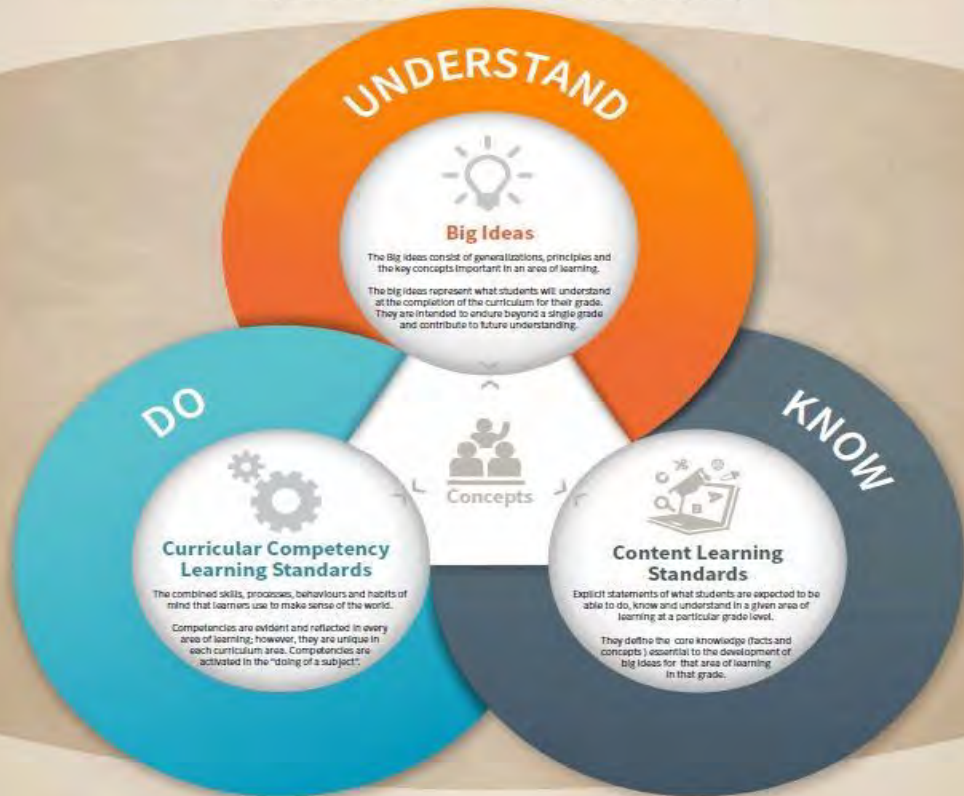 UNDERSTAND
Big Ideas
The Big Ideas consist of generalizations, principles and
the key concepts important in an area of learning.
The big ideas represent what students will understand
at the completion of the curriculum for their grade.
They are intended to endure beyond a single grade
and contribute to future understanding.
DO
KNOW
Concepts
Curricular Competency
Learning Standards
The combined skills, processes, behaviours and habits of
mind that learners use to make sense of the world.
Competencies are evident and reflected in every
area of learning; however, they are unique in
each curriculum area. Competencies are
activated in the "doing of a subject".
Content Learning
Standards
Explicit statements of what students are expected to be
able to do, know and understand in a given area of
learning at a particular grade level.
They define the core knowledge (facts and
concepts ) essential to the development of
big ideas for that area of learning
in that grade.
A
B